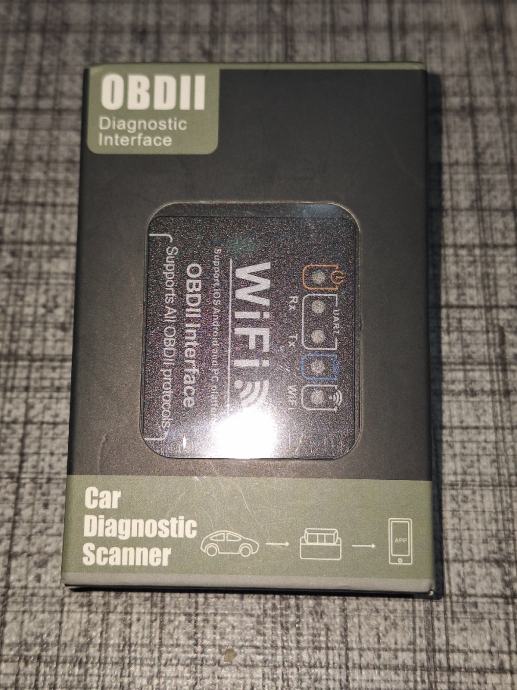 OBDII
Diagnostic
Interface
UART
Rx Tx WiFi
WiFi
Support iOS Android and PC
OBDII Interface
Supports All OBDII protocols
Car
Diagnostic
Scanner
APP